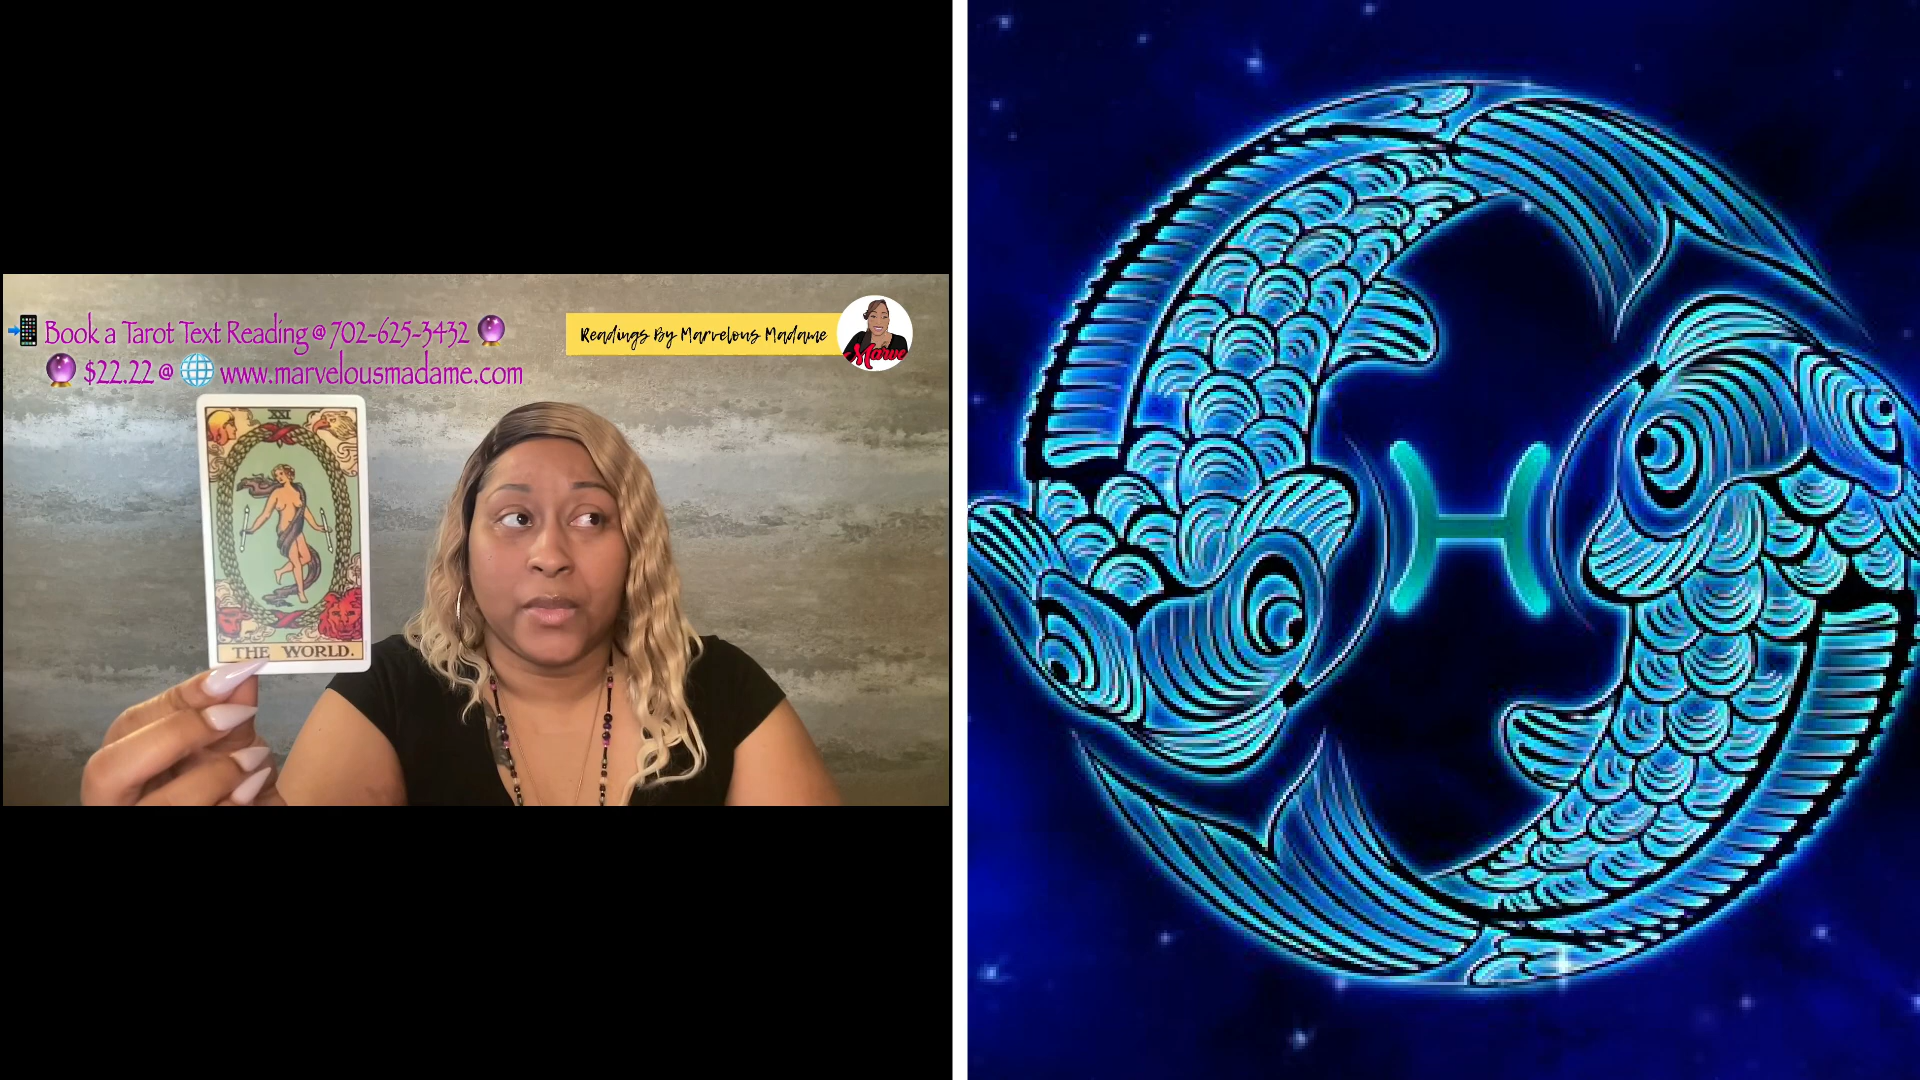 Book a Tarot Text Reading @ 702-625-3432
$22.22 @ www.marvelousmadame.com
Readings By Marvelous Madame
Marve
XXI
THE WORLD.